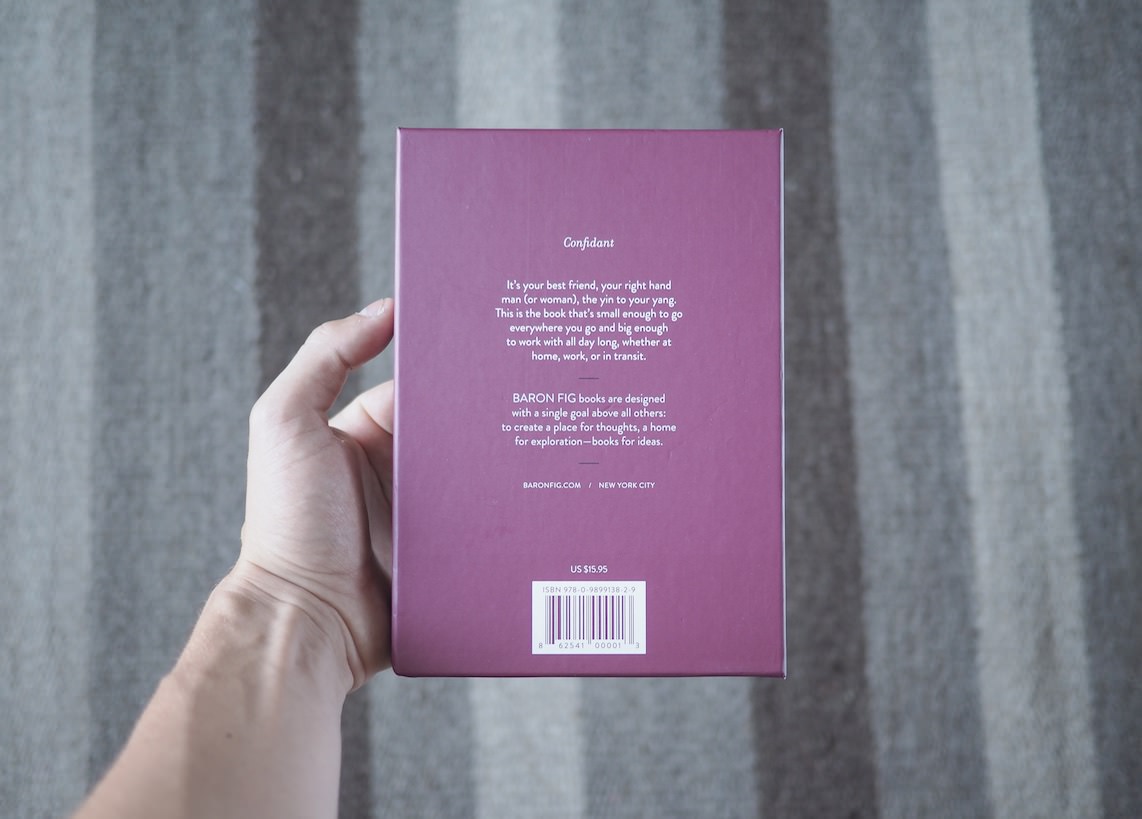 Confidant
It's your best friend, your right hand
man (or woman), the yin to your yang.
This is the book that's small enough to go
everywhere you go and big enough
to work with all day long, whether at
home, work, or in transit.
BARON FIG books are designed
with a single goal above all others:
to create a place for thoughts, a home
for exploration—books for ideas.
BARONFIG.COM / NEW YORK CITY
US $15.95
ISBN 978-0-9899138-2-9
8 62541 00001 3